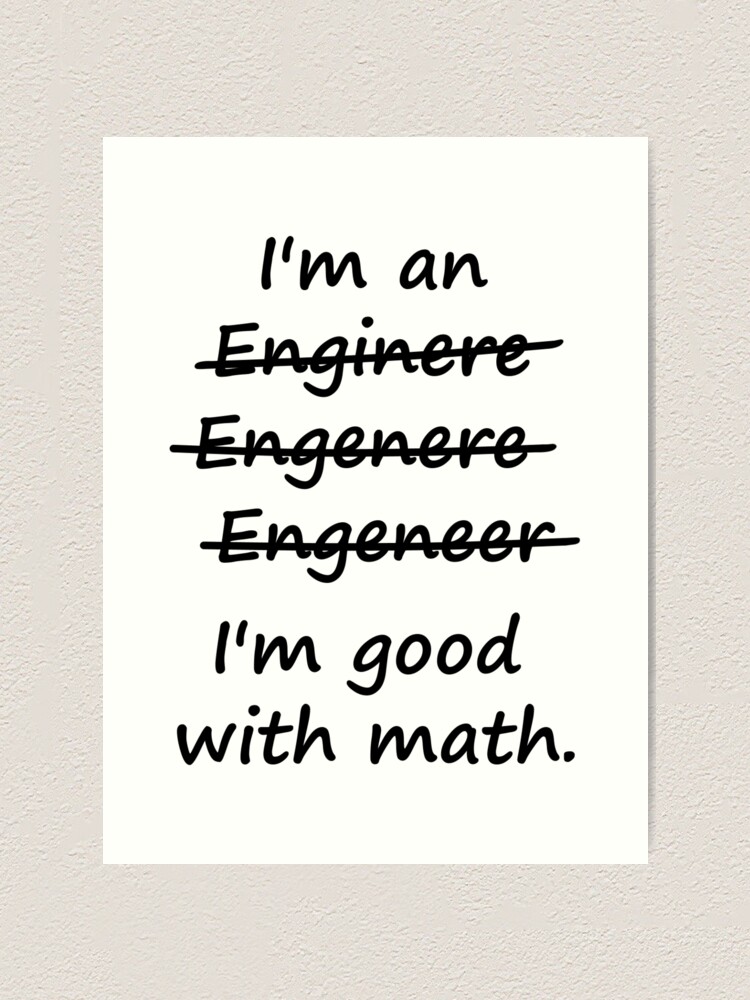 I'm an
Enginere
Engenere
Engeneer
I'm good
with math.